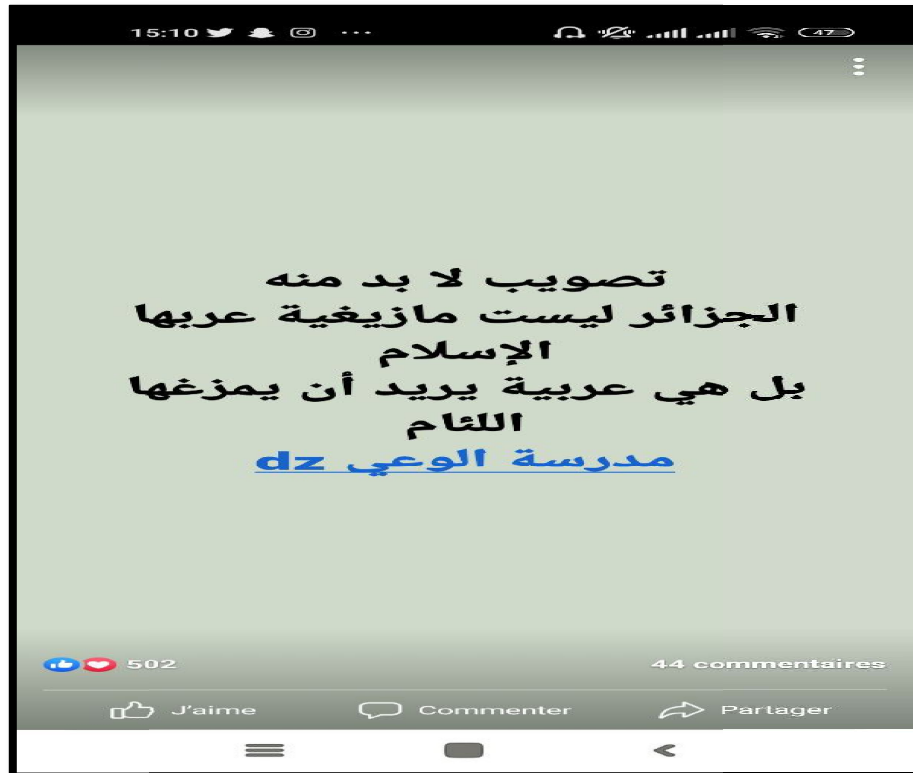 15:10
47
تصويب لا بد منه
الجزائر ليست مازيغية عربها
الإسلام
بل هي عربية يريد أن يمزغها
اللئام
مدرسة الوعي dz
502
44 commentaires
J'aime
Commenter
Partager